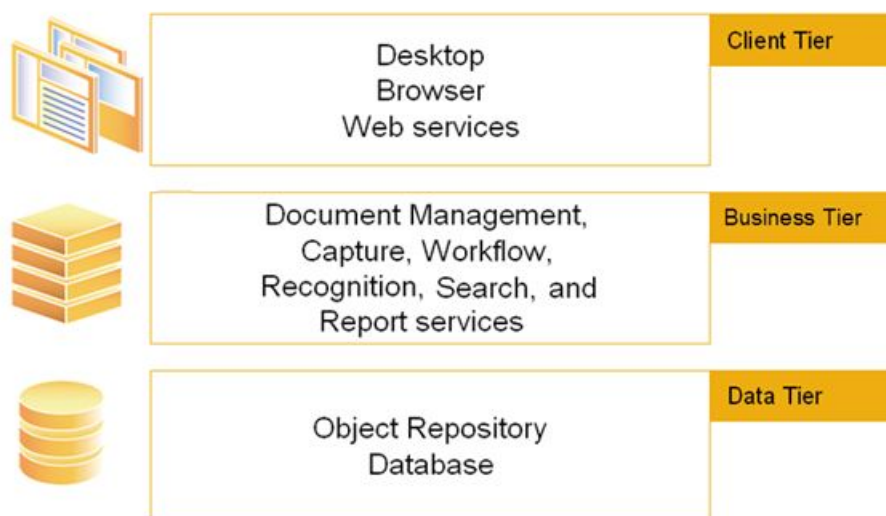 Desktop
Browser
Web services
Client Tier
Document Management,
Capture, Workflow,
Recognition, Search, and
Report services
Business Tier
Object Repository
Database
Data Tier